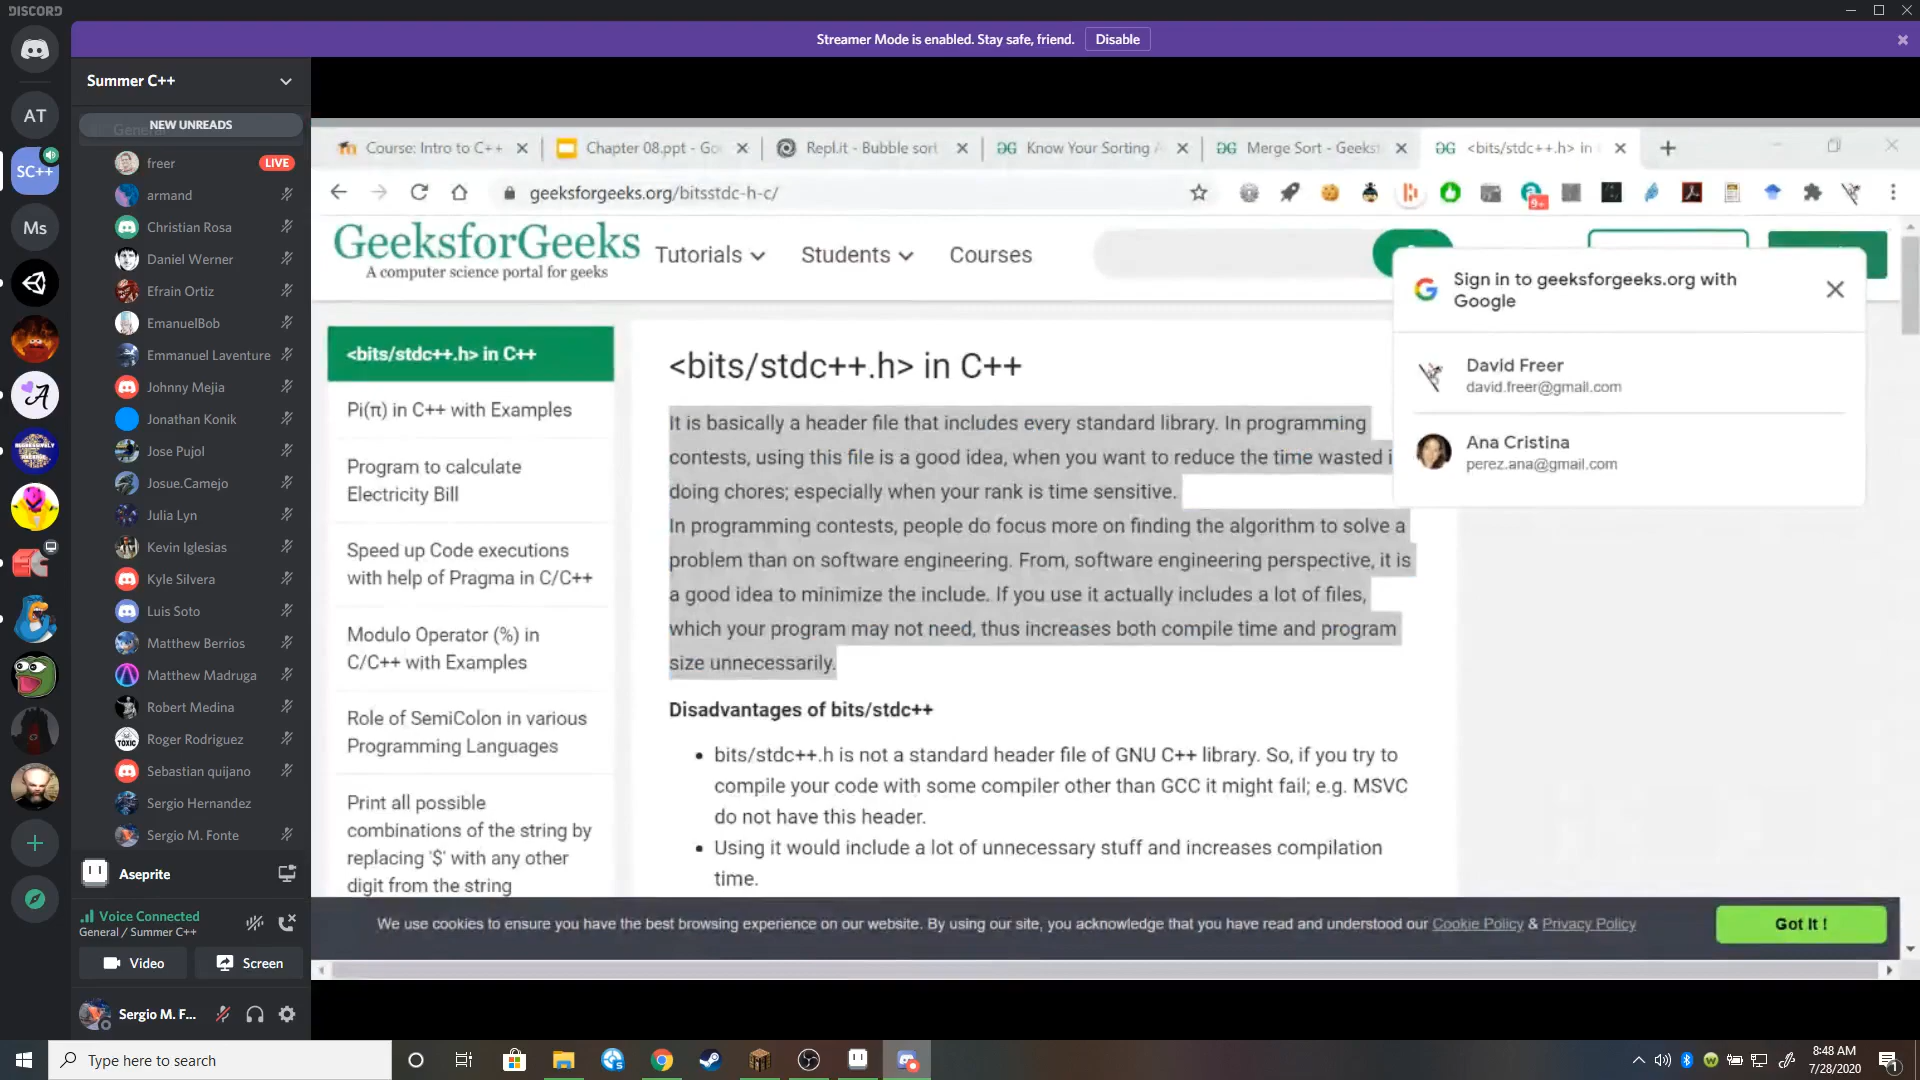 DISCORD
Streamer Mode is enabled. Stay safe, friend.
Disable
Summer C++
NEW UNREADS
General
freer
LIVE
armand
Christian Rosa
Daniel Werner
Efrain Ortiz
EmanuelBob
Emmanuel Laventure
Johnny Mejia
Jonathan Konik
Jose Pujol
Josue.Camejo
Julia Lyn
Kevin Iglesias
Kyle Silvera
Luis Soto
Matthew Berrios
Matthew Madruga
Robert Medina
Roger Rodriguez
Sebastian quijano
Sergio Hernandez
Sergio M. Fonte
AT
SC++
Ms
TOXIC
Aseprite
Voice Connected
General / Summer C++
Video
Screen
Sergio M. F...
Course: Intro to C++
Chapter 08.ppt - Go
Repl.it - Bubble sort
Know Your Sorting A
Merge Sort - Geekst
<bits/stdc++.h> in
geeksforgeeks.org/bitsstdc-h-c/
9+
GeeksforGeeks
A computer science portal for geeks
Tutorials
Students
Courses
Sign in to geeksforgeeks.org with
Google
David Freer
david.freer@gmail.com
Ana Cristina
perez.ana@gmail.com
<bits/stdc++.h> in C++
Pi(π) in C++ with Examples
Program to calculate
Electricity Bill
Speed up Code executions
with help of Pragma in C/C++
Modulo Operator (%) in
C/C++ with Examples
Role of SemiColon in various
Programming Languages
Print all possible
combinations of the string by
replacing '$' with any other
digit from the string
<bits/stdc++.h> in C++
It is basically a header file that includes every standard library. In programming
contests, using this file is a good idea, when you want to reduce the time wasted i
doing chores; especially when your rank is time sensitive.
In programming contests, people do focus more on finding the algorithm to solve a
problem than on software engineering. From, software engineering perspective, it is
a good idea to minimize the include. If you use it actually includes a lot of files,
which your program may not need, thus increases both compile time and program
size unnecessarily.
Disadvantages of bits/stdc++
• bits/stdc++.h is not a standard header file of GNU C++ library. So, if you try to
compile your code with some compiler other than GCC it might fail; e.g. MSVC
do not have this header.
• Using it would include a lot of unnecessary stuff and increases compilation
time.
We use cookies to ensure you have the best browsing experience on our website. By using our site, you acknowledge that you have read and understood our Cookie Policy & Privacy Policy
Got It !
Type here to search
8:48 AM
7/28/2020
1